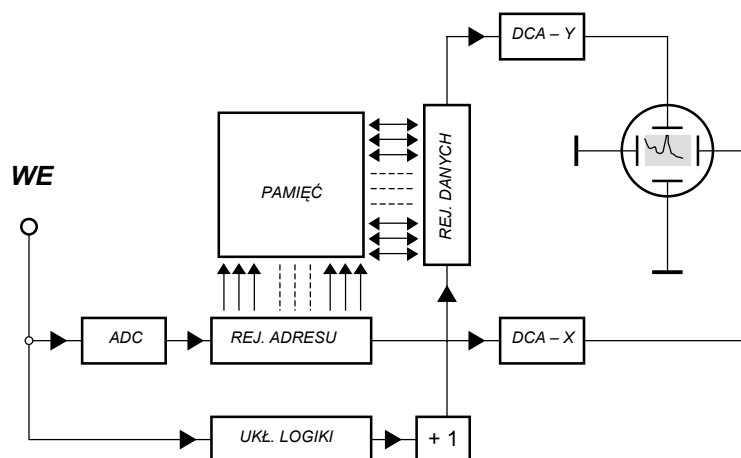 DCA – Y
REJ. DANYCH
PAMIĘĆ
WE
ADC
REJ. ADRESU
DCA – X
UKŁ. LOGIKI
+ 1